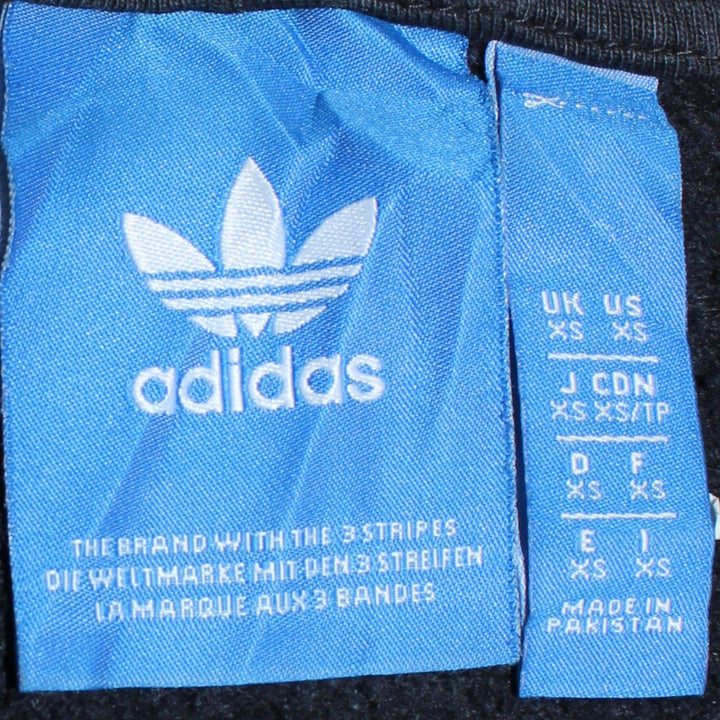 adidas
THE BRAND WITH THE 3 STRIPES
DIE WELTMARKE MIT DEN 3 STREIFEN
LA MARQUE AUX 3 BANDES
UK US
XS XS
J CDN
XS XS/TP
D F
XS XS
E I
XS XS
MADE IN
PAKISTAN